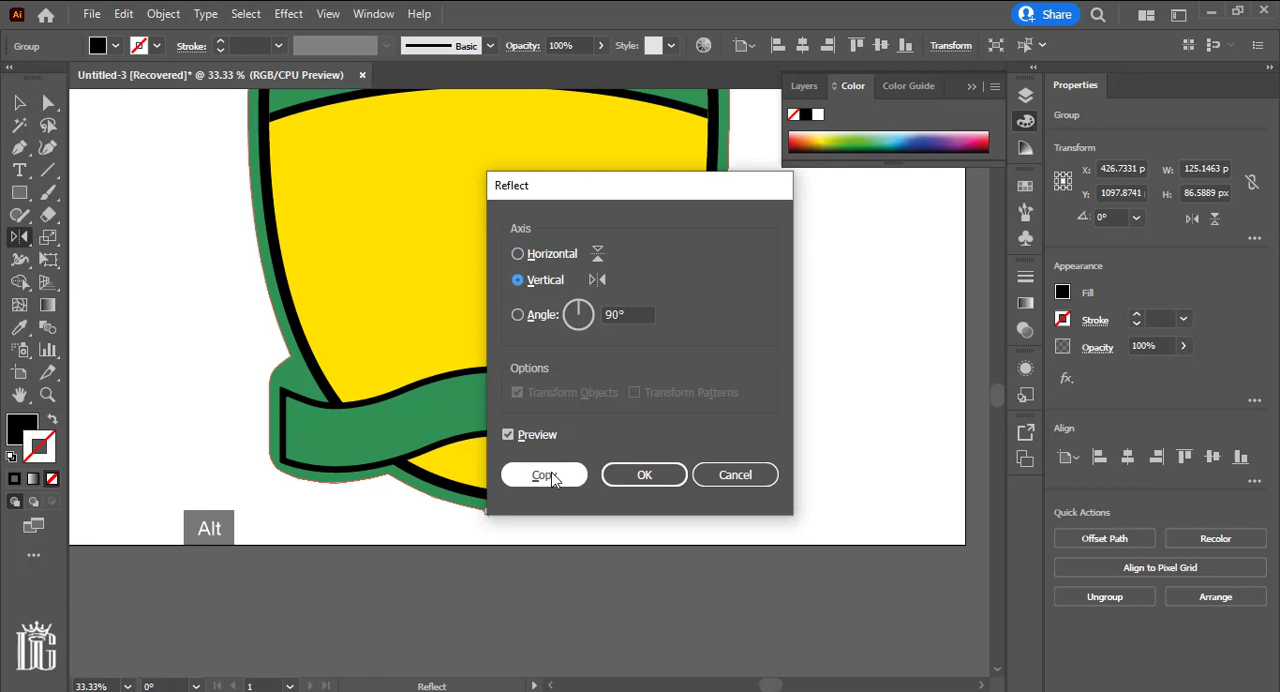 Ai File Edit Object Type Select Effect View Window Help Share
Group Stroke: Basic Opacity: 100% Style: Transform
Untitled-3 [Recovered]* @ 33.33 % (RGB/CPU Preview) ×
Layers Color Color Guide
Properties
Group
Transform
X: 426.7331 p W: 125.1463 p
Y: 1097.8741 H: 86.5889 px
0°
Appearance
Fill
Stroke
Opacity 100%
fx.
Align
Quick Actions
Offset Path Recolor
Align to Pixel Grid
Ungroup Arrange
Reflect
Axis
Horizontal
Vertical
Angle: 90°
Options
Transform Objects Transform Patterns
Preview
Copy OK Cancel
Alt
DG
33.33% 0° 1 Reflect